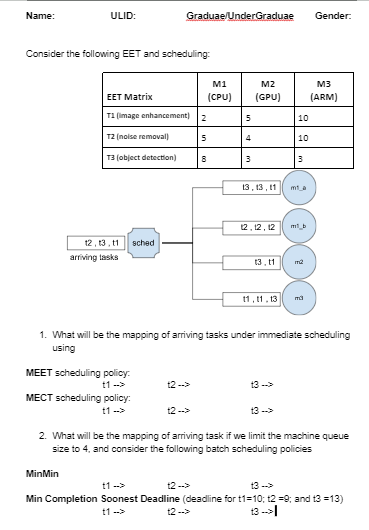 Name: ULID: Graduae/UnderGraduae Gender:
Consider the following EET and scheduling:
EET Matrix M1 (CPU) M2 (GPU) M3 (ARM)
T1 (image enhancement) 2 5 10
T2 (noise removal) 5 4 10
T3 (object detection) 8 3 3
t3 , t3 , t1 m1_a
t2 , t2 , t2 m1_b
t2 , t3 , t1 sched
arriving tasks
t3 , t1 m2
t1 , t1 , t3 m3
1. What will be the mapping of arriving tasks under immediate scheduling
using
MEET scheduling policy:
t1 --> t2 --> t3 -->
MECT scheduling policy:
t1 --> t2 --> t3 -->
2. What will be the mapping of arriving task if we limit the machine queue
size to 4, and consider the following batch scheduling policies
MinMin
t1 --> t2 --> t3 -->
Min Completion Soonest Deadline (deadline for t1=10; t2 =9; and t3 =13)
t1 --> t2 --> t3 -->